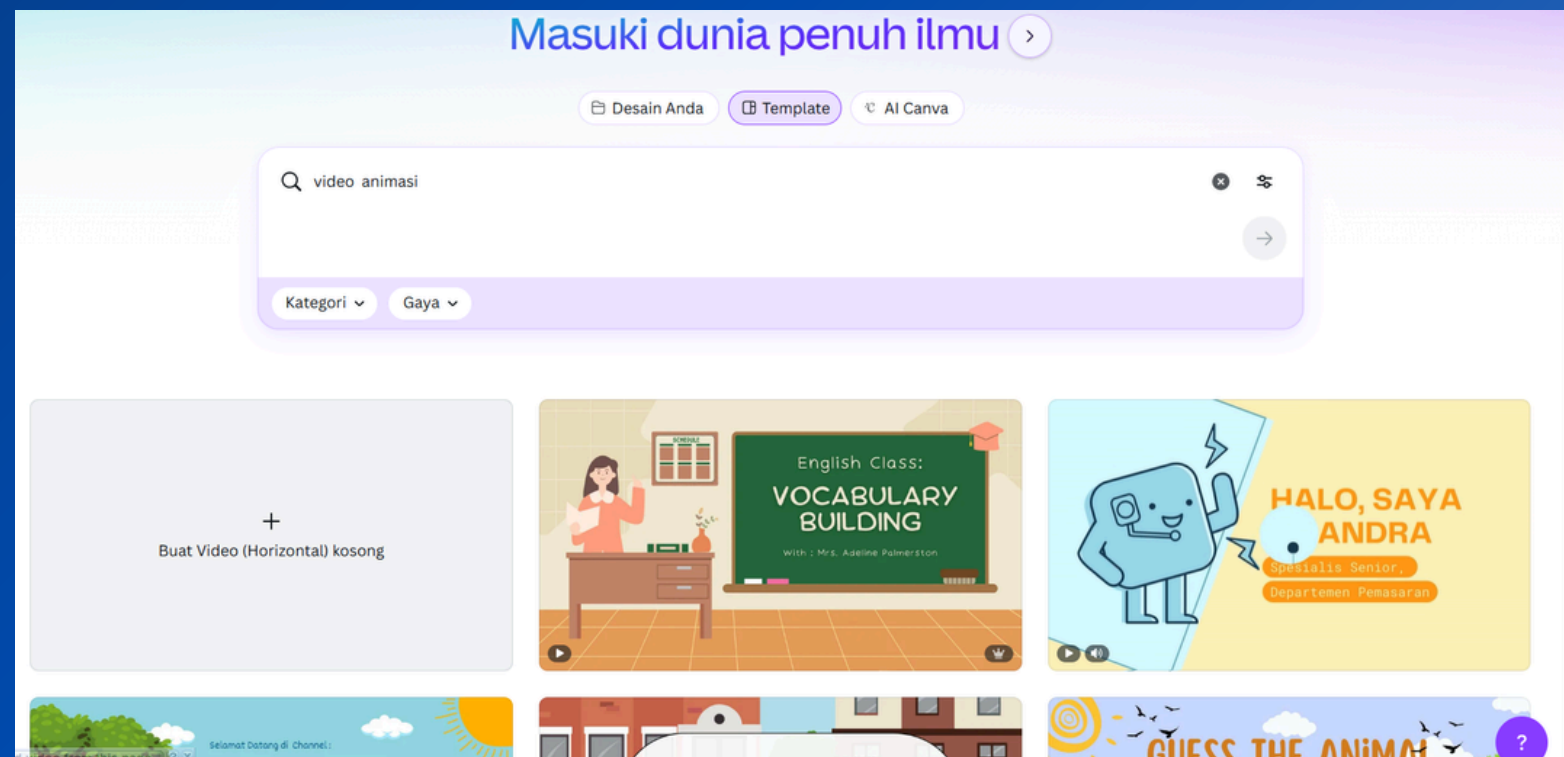 Masuki dunia penuh ilmu
Desain Anda
Template
AI Canva
video animasi
Kategori
Gaya
Buat Video (Horizontal) kosong
SCHEDULE
English Class:
VOCABULARY
BUILDING
With : Mrs. Adeline Palmerston
HALO, SAYA
ANDRA
Spesialis Senior,
Departemen Pemasaran
Selamat Datang di Channel :
GUESS THE ANiMAL
?